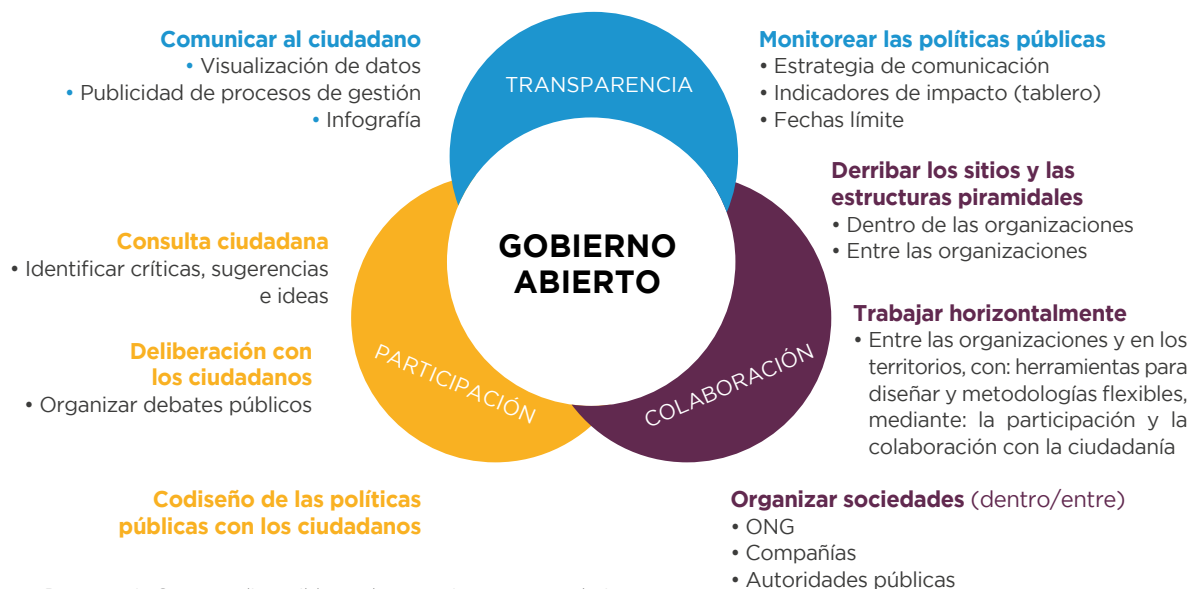 Comunicar al ciudadano
• Visualización de datos
• Publicidad de procesos de gestión
• Infografía
TRANSPARENCIA
Monitorear las políticas públicas
• Estrategia de comunicación
• Indicadores de impacto (tablero)
• Fechas límite
Derribar los sitios y las
estructuras piramidales
• Dentro de las organizaciones
• Entre las organizaciones
Consulta ciudadana
• Identificar críticas, sugerencias
e ideas
GOBIERNO
ABIERTO
Trabajar horizontalmente
• Entre las organizaciones y en los
territorios, con: herramientas para
diseñar y metodologías flexibles,
mediante: la participación y la
colaboración con la ciudadanía
Deliberación con
los ciudadanos
• Organizar debates públicos
PARTICIPACIÓN
COLABORACIÓN
Codiseño de las políticas
públicas con los ciudadanos
Organizar sociedades (dentro/entre)
• ONG
• Compañías
• Autoridades públicas